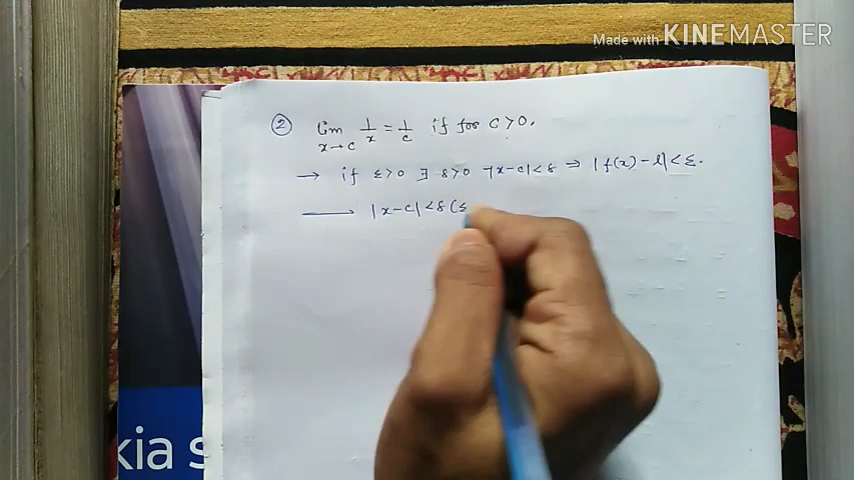 Made with KINEMASTER
② lim x→c 1/x = 1/c if for c>0.
→ if ε>0 ∃ δ>0 ⊣|x-c|<δ ⇒ |f(x)-l|<ε.
→ |x-c|<δ(ε
kia s